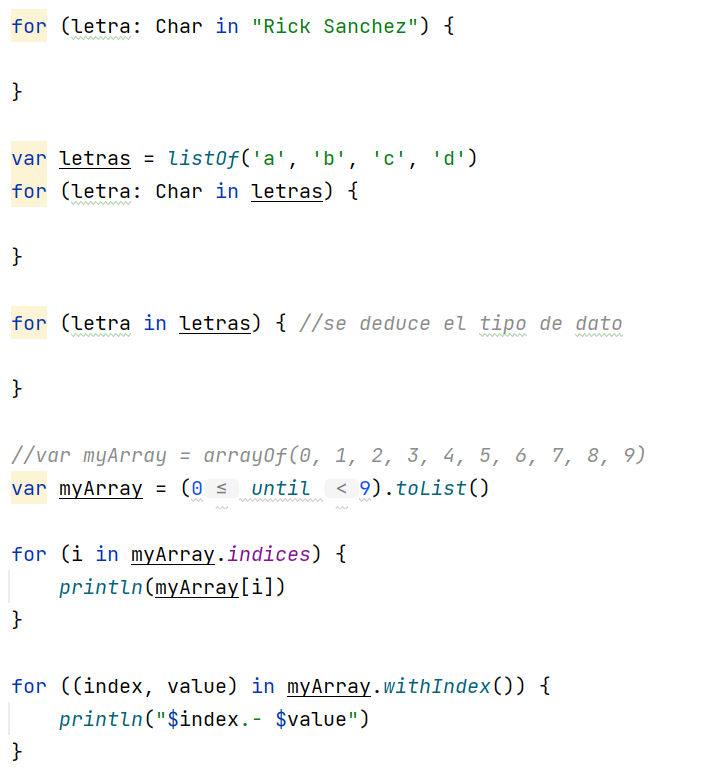 for (letra: Char in "Rick Sanchez") {
}
var letras = listOf('a', 'b', 'c', 'd')
for (letra: Char in letras) {
}
for (letra in letras) { //se deduce el tipo de dato
}
//var myArray = arrayOf(0, 1, 2, 3, 4, 5, 6, 7, 8, 9)
var myArray = (0 ≤ until < 9).toList()
for (i in myArray.indices) {
    println(myArray[i])
}
for ((index, value) in myArray.withIndex()) {
    println("$index.- $value")
}